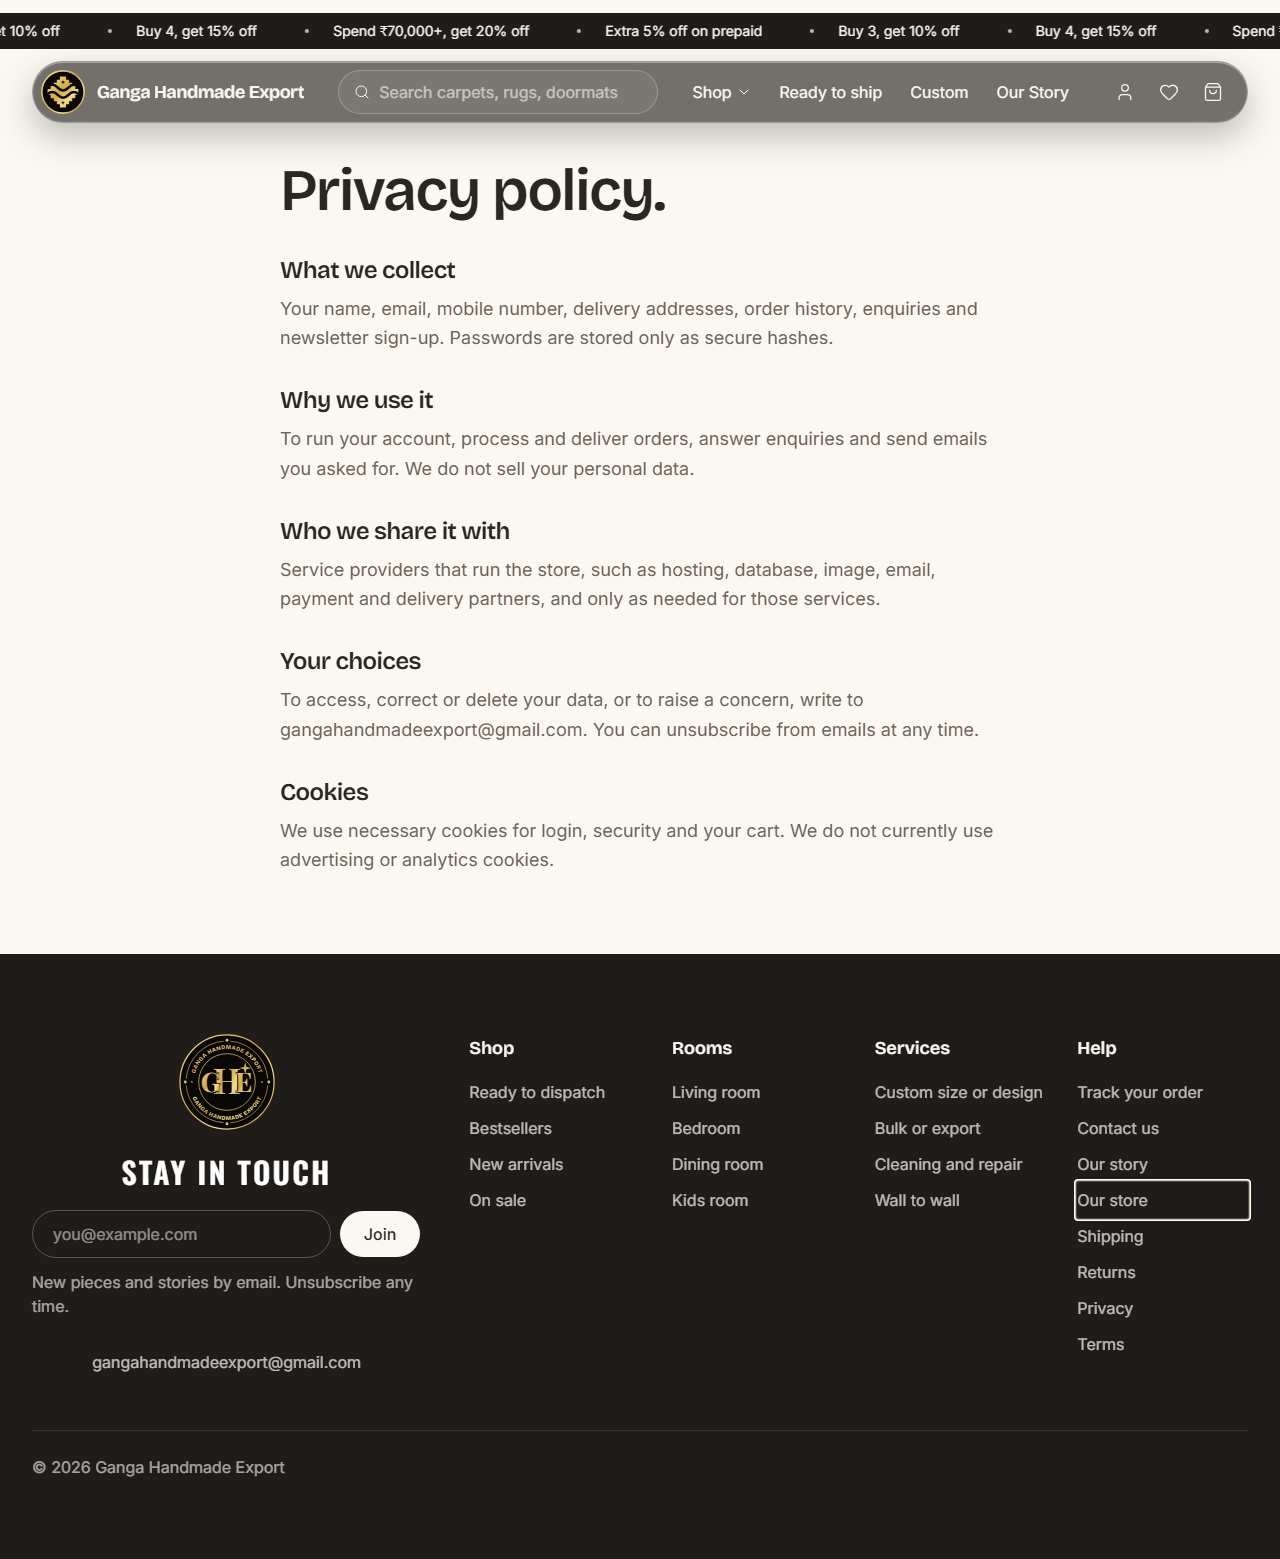 t 10% off • Buy 4, get 15% off • Spend ₹70,000+, get 20% off • Extra 5% off on prepaid • Buy 3, get 10% off • Buy 4, get 15% off • Spend
Ganga Handmade Export
Search carpets, rugs, doormats
Shop
Ready to ship
Custom
Our Story
Privacy policy.
What we collect
Your name, email, mobile number, delivery addresses, order history, enquiries and
newsletter sign-up. Passwords are stored only as secure hashes.
Why we use it
To run your account, process and deliver orders, answer enquiries and send emails
you asked for. We do not sell your personal data.
Who we share it with
Service providers that run the store, such as hosting, database, image, email,
payment and delivery partners, and only as needed for those services.
Your choices
To access, correct or delete your data, or to raise a concern, write to
gangahandmadeexport@gmail.com. You can unsubscribe from emails at any time.
Cookies
We use necessary cookies for login, security and your cart. We do not currently use
advertising or analytics cookies.
GANGA HANDMADE EXPORT
GHE
GANGA HANDMADE EXPORT
STAY IN TOUCH
you@example.com
Join
New pieces and stories by email. Unsubscribe any
time.
gangahandmadeexport@gmail.com
Shop
Ready to dispatch
Bestsellers
New arrivals
On sale
Rooms
Living room
Bedroom
Dining room
Kids room
Services
Custom size or design
Bulk or export
Cleaning and repair
Wall to wall
Help
Track your order
Contact us
Our story
Our store
Shipping
Returns
Privacy
Terms
© 2026 Ganga Handmade Export